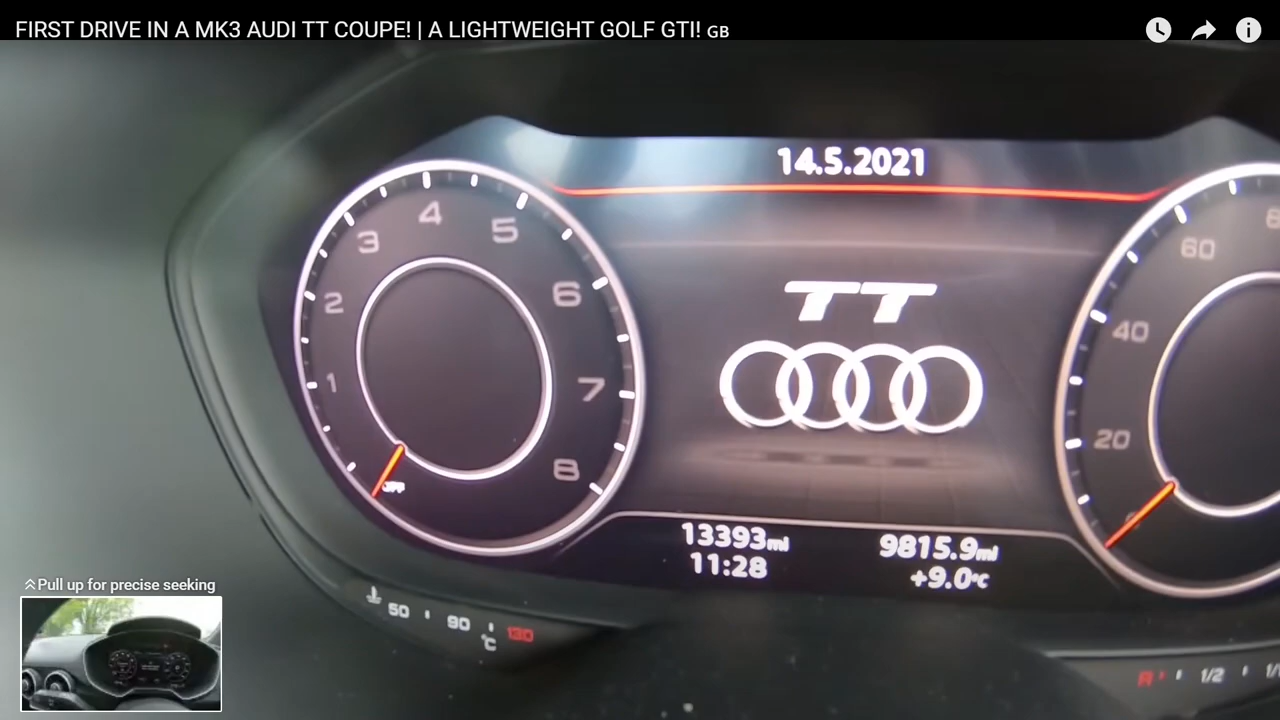 FIRST DRIVE IN A MK3 AUDI TT COUPE! | A LIGHTWEIGHT GOLF GTI! GB
14.5.2021
1 2 3 4 5 6 7 8
OFF
TT
20 40 60
13393mi
9815.9mi
11:28
+9.0°C
Pull up for precise seeking
50 90 130
°C
R 1/2